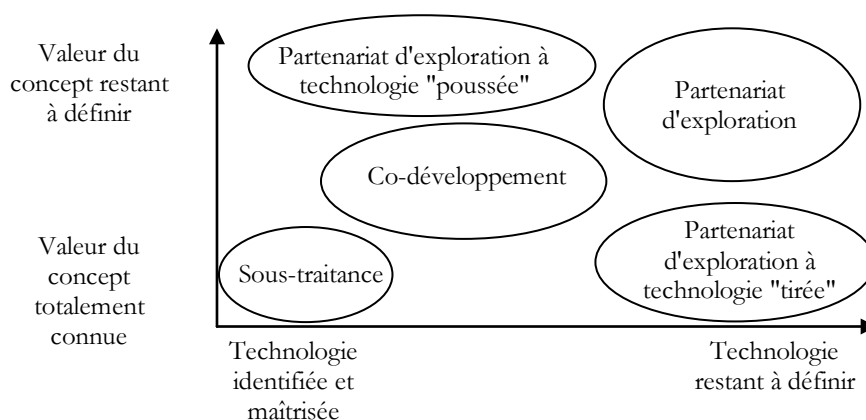 Valeur du
concept restant
à définir
Partenariat d'exploration à
technologie "poussée"
Partenariat
d'exploration
Co-développement
Valeur du
concept
totalement
connue
Sous-traitance
Partenariat
d'exploration à
technologie "tirée"
Technologie
identifiée et
maîtrisée
Technologie
restant à définir